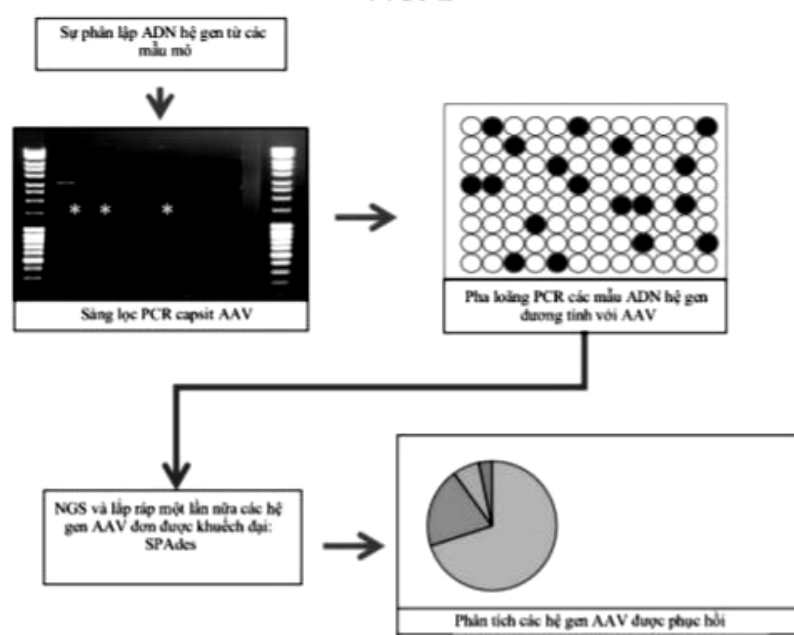 Sự phân lập ADN hệ gen từ các
mẫu mô
* * *
Sàng lọc PCR capsit AAV
Pha loãng PCR các mẫu ADN hệ gen
dương tính với AAV
NGS và lắp ráp một lần nữa các hệ
gen AAV đơn được khuếch đại:
SPAdes
Phân tích các hệ gen AAV được phục hồi